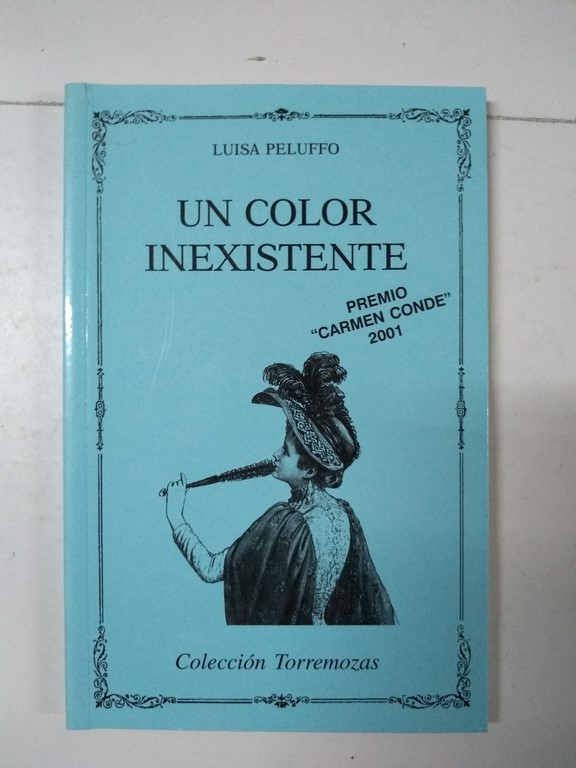 LUISA PELUFFO
UN COLOR
INEXISTENTE
PREMIO
"CARMEN CONDE"
2001
Colección Torremozas